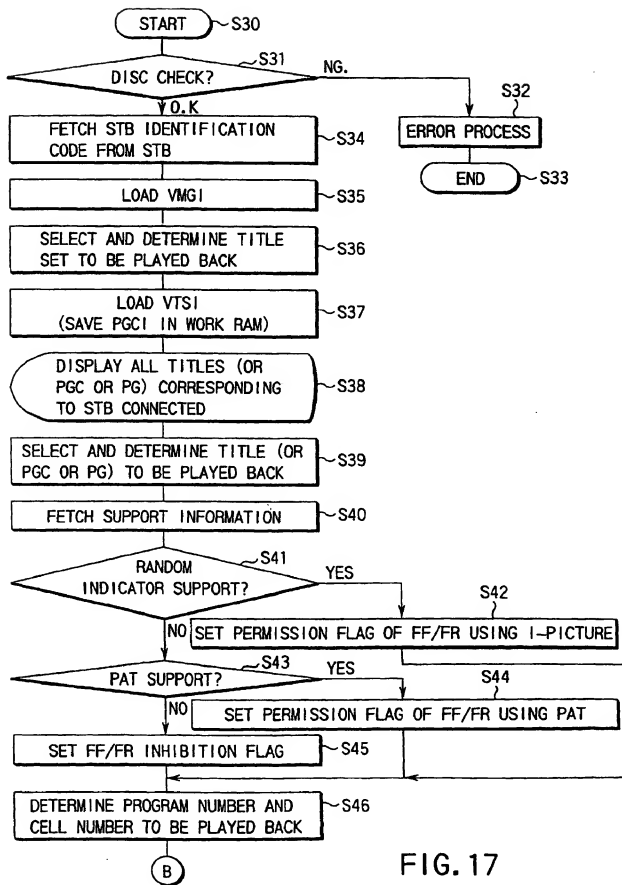 START
S30
S31
DISC CHECK?
NG.
O.K
S32
FETCH STB IDENTIFICATION
CODE FROM STB
S34
ERROR PROCESS
END
S33
LOAD VMGI
S35
SELECT AND DETERMINE TITLE
SET TO BE PLAYED BACK
S36
LOAD VTSI
(SAVE PGCI IN WORK RAM)
S37
DISPLAY ALL TITLES (OR
PGC OR PG) CORRESPONDING
TO STB CONNECTED
S38
SELECT AND DETERMINE TITLE (OR
PGC OR PG) TO BE PLAYED BACK
S39
FETCH SUPPORT INFORMATION
S40
S41
RANDOM
INDICATOR SUPPORT?
YES
S42
NO
SET PERMISSION FLAG OF FF/FR USING I-PICTURE
S43
PAT SUPPORT?
YES
S44
NO
SET PERMISSION FLAG OF FF/FR USING PAT
SET FF/FR INHIBITION FLAG
S45
DETERMINE PROGRAM NUMBER AND
CELL NUMBER TO BE PLAYED BACK
S46
B
FIG. 17